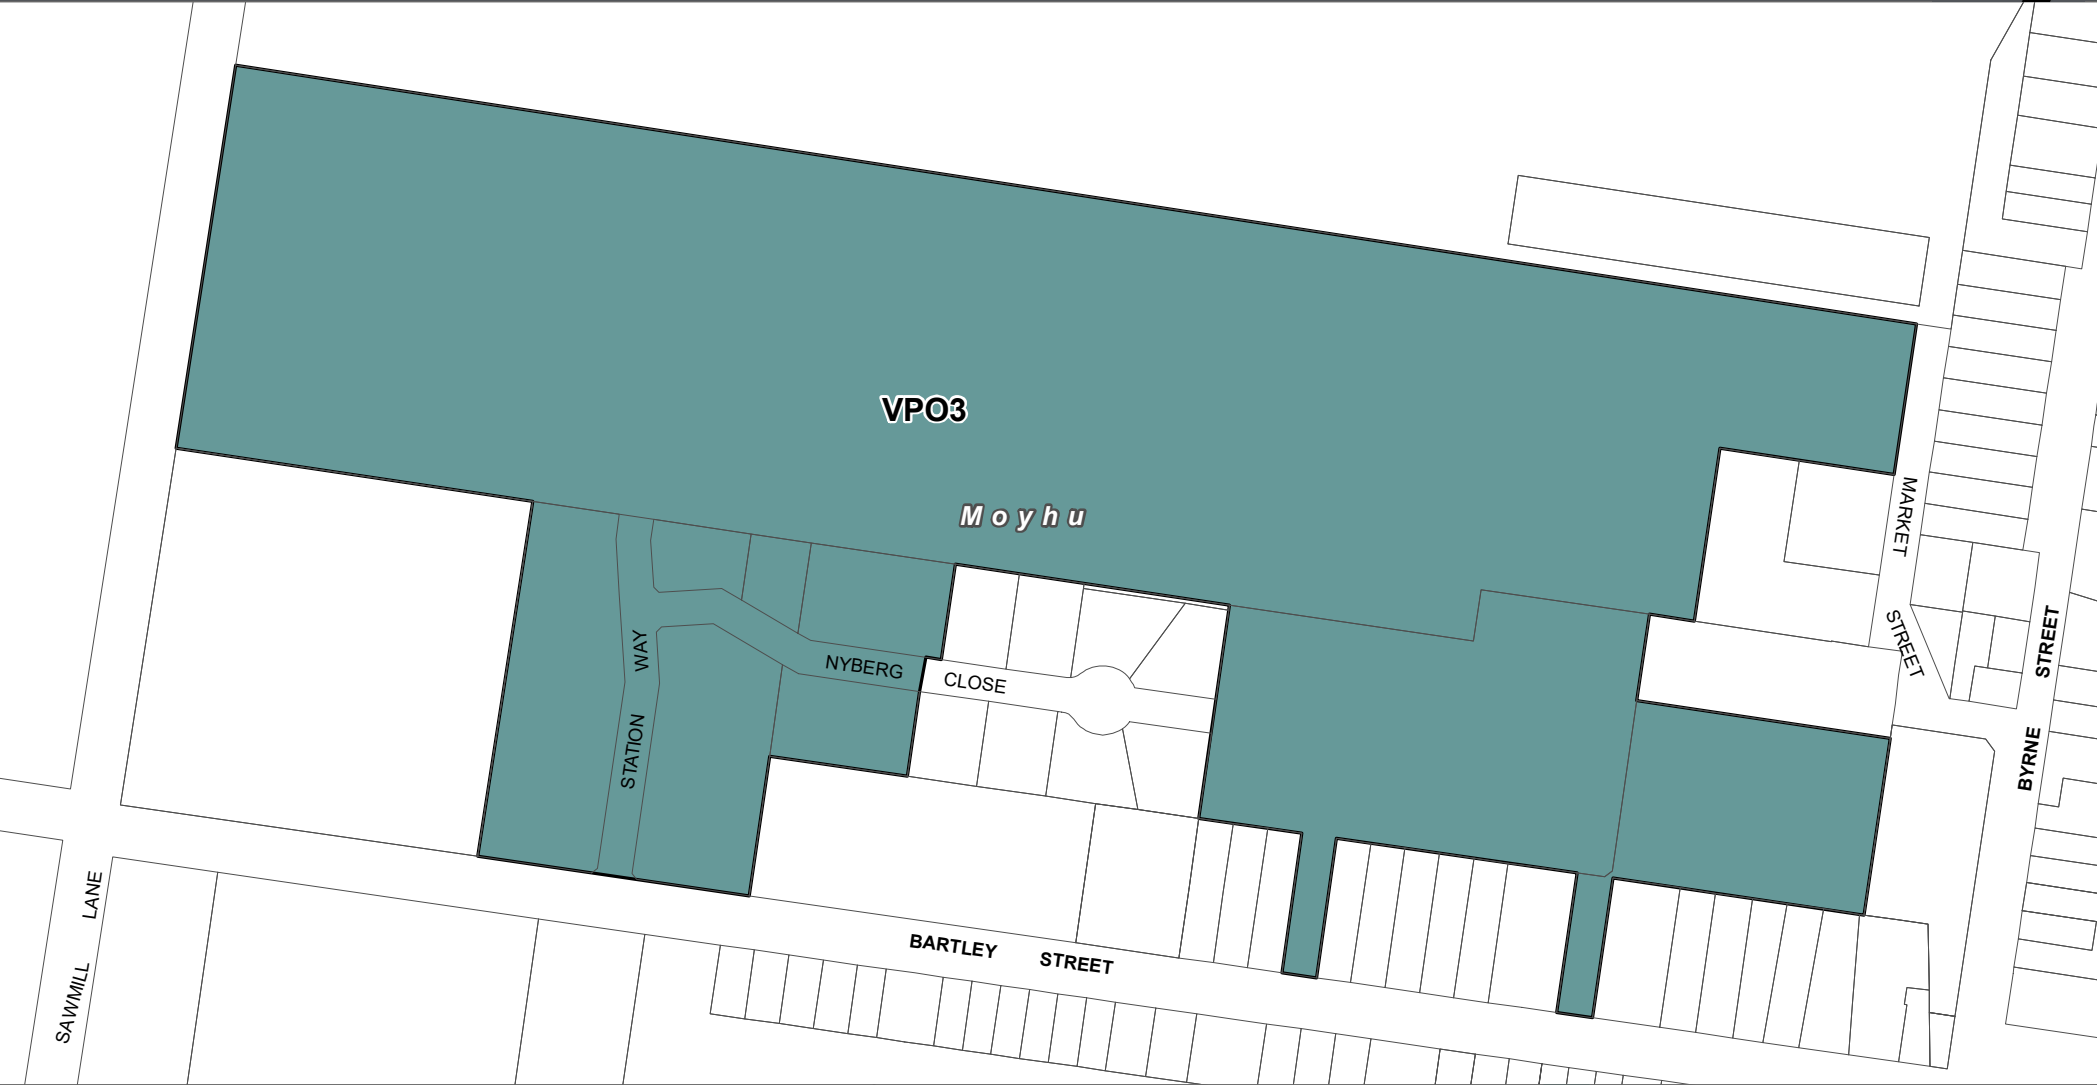 VPO3
Moyhu
MARKET
STREET
STREET
BYRNE
WAY
STATION
NYBERG
CLOSE
BARTLEY STREET
LANE
SAWMILL